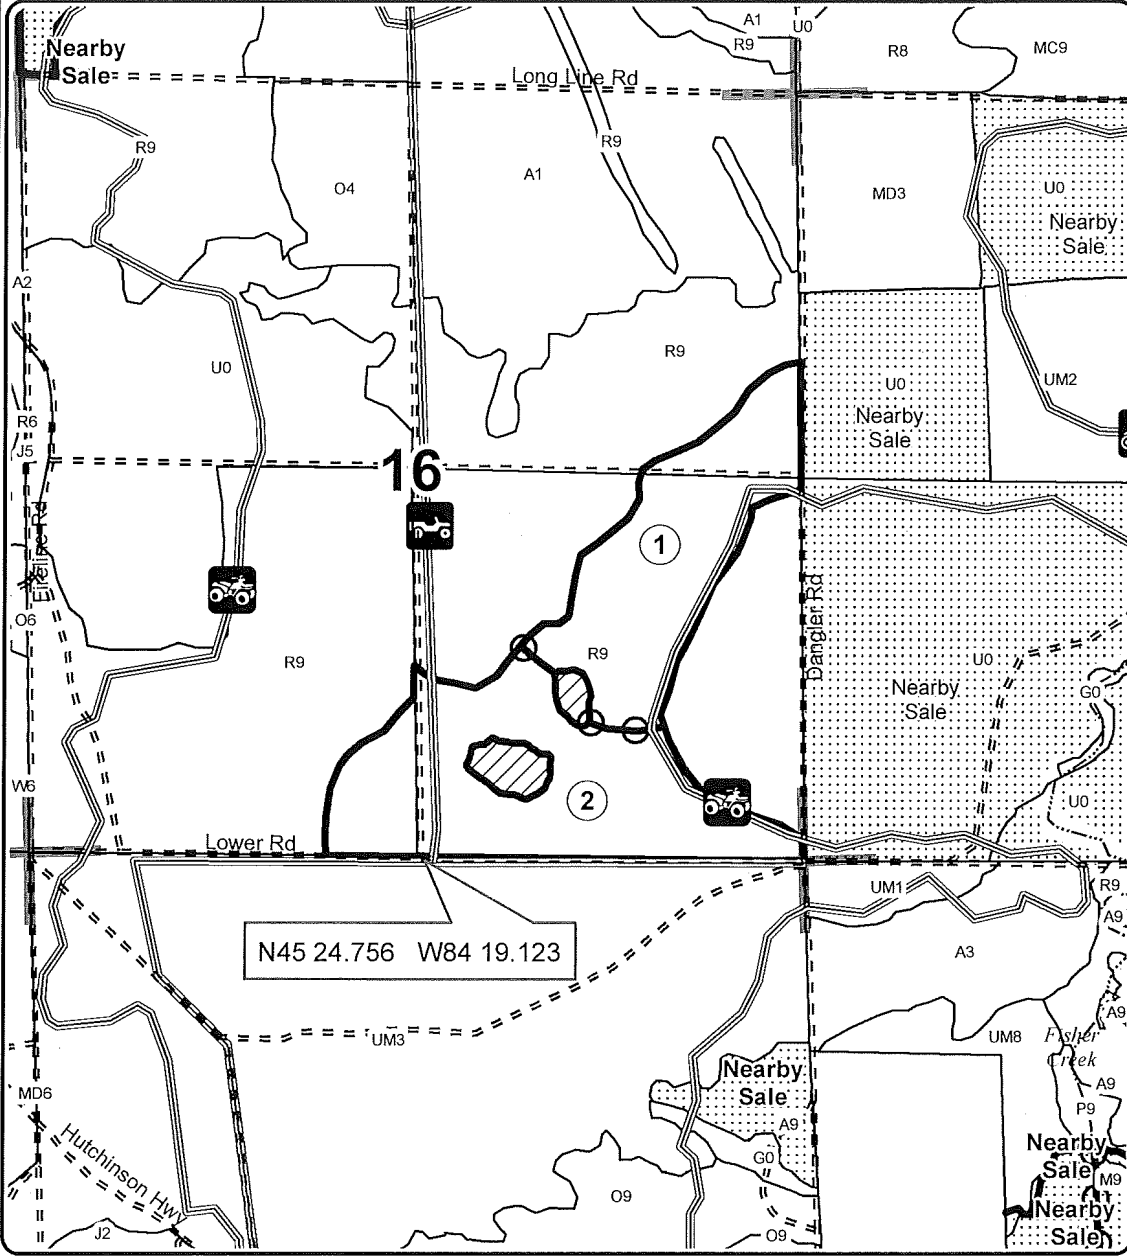 Nearby
Sale
A1
U0
R9
R8
MC9
Long Line Rd
R9
R9
O4
A1
MD3
U0
Nearby
Sale
A2
U0
R9
U0
Nearby
Sale
UM2
R6
J5
16
1
Fireline Rd
O6
R9
R9
Dangler Rd
U0
Nearby
Sale
G0
W6
2
U0
Lower Rd
UM1
R9
A9
N45 24.756 W84 19.123
A3
A9
UM3
UM8
Fisher
Creek
Nearby
Sale
A9
MD6
A9
P9
Hutchinson Hwy
G0
Nearby
Sale
M9
O9
Nearby
Sale
J2
O9